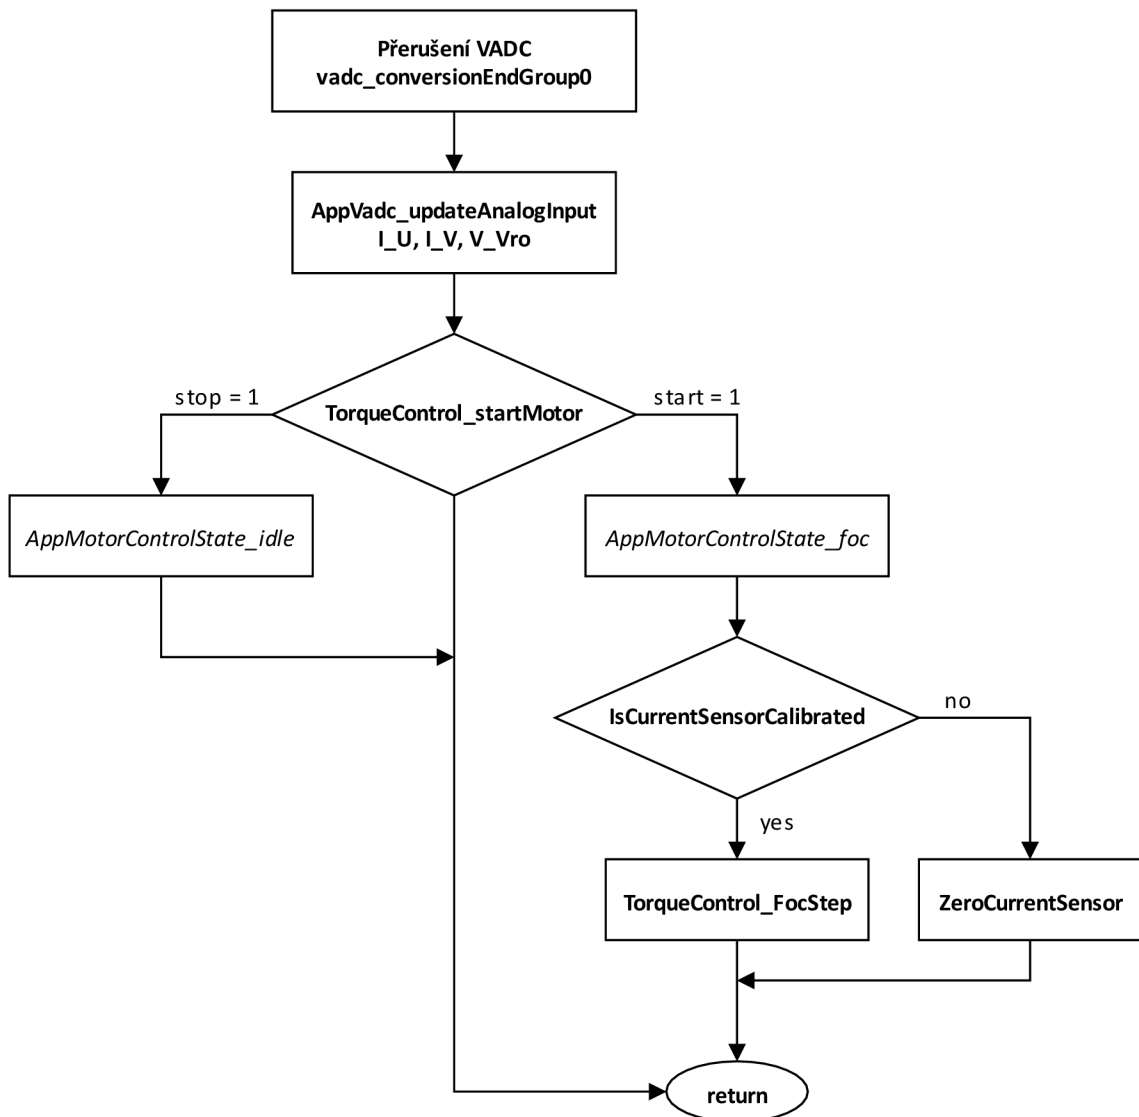 Přerušení VADC
vadc_conversionEndGroup0
AppVadc_updateAnalogInput
I_U, I_V, V_Vro
stop = 1
TorqueControl_startMotor
start = 1
AppMotorControlState_idle
AppMotorControlState_foc
IsCurrentSensorCalibrated
no
yes
TorqueControl_FocStep
ZeroCurrentSensor
return